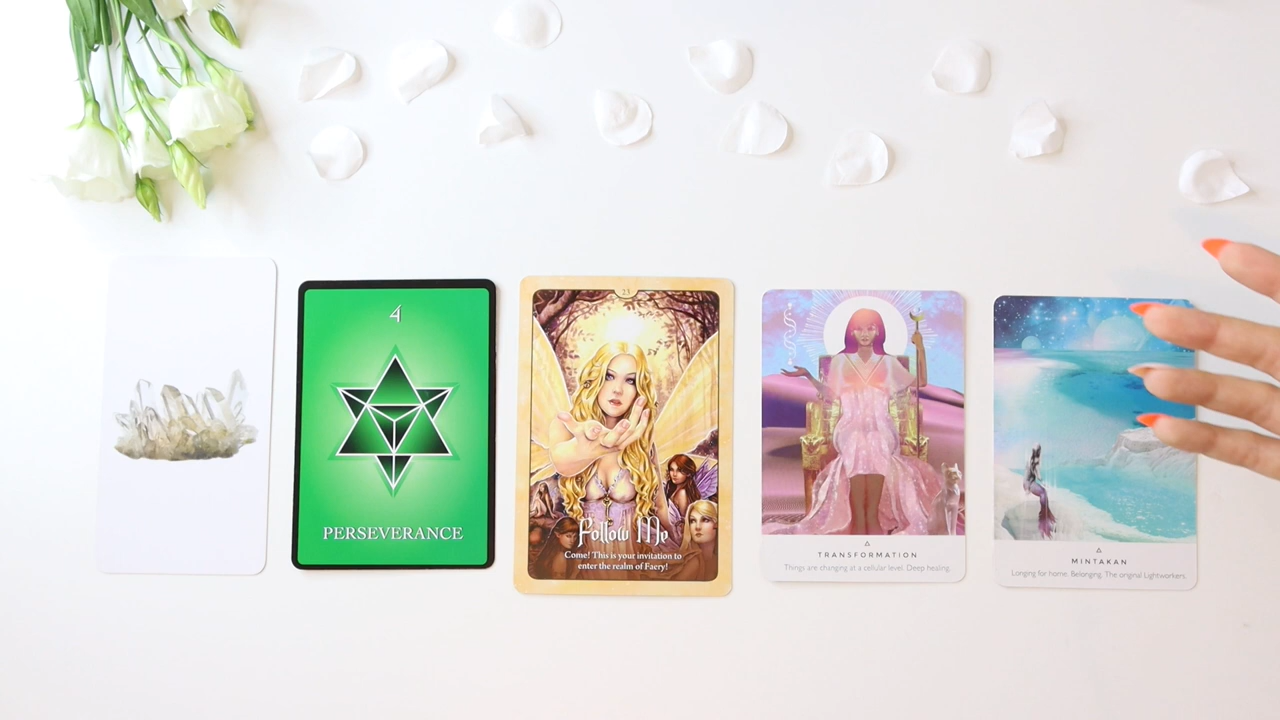 4
PERSEVERANCE
23
Follow Me
Come! This is your invitation to
enter the realm of Faery!
TRANSFORMATION
Things are changing at a cellular level. Deep healing.
MINTAKAN
Longing for home. Belonging. The original Lightworkers.